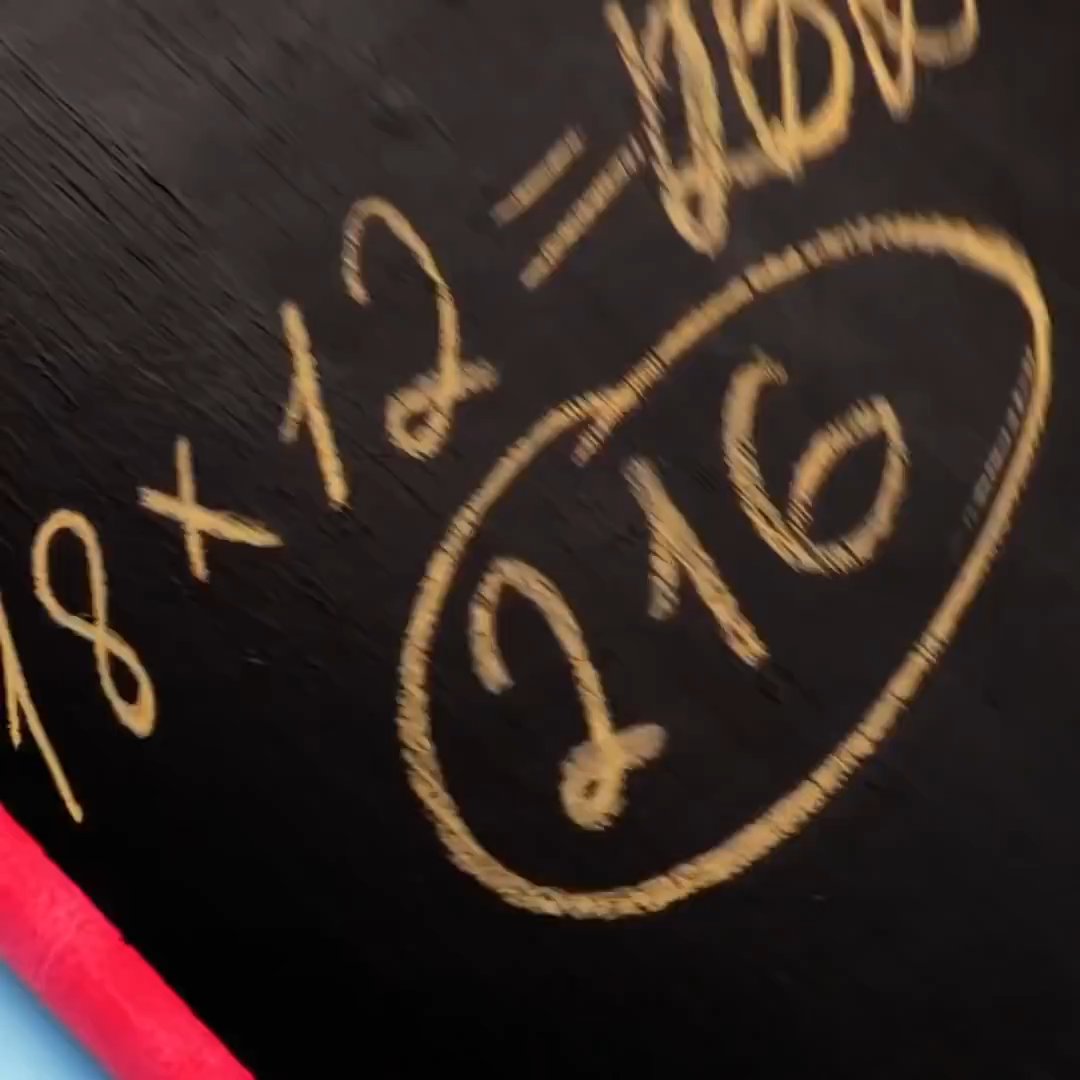 18 × 12 =
216